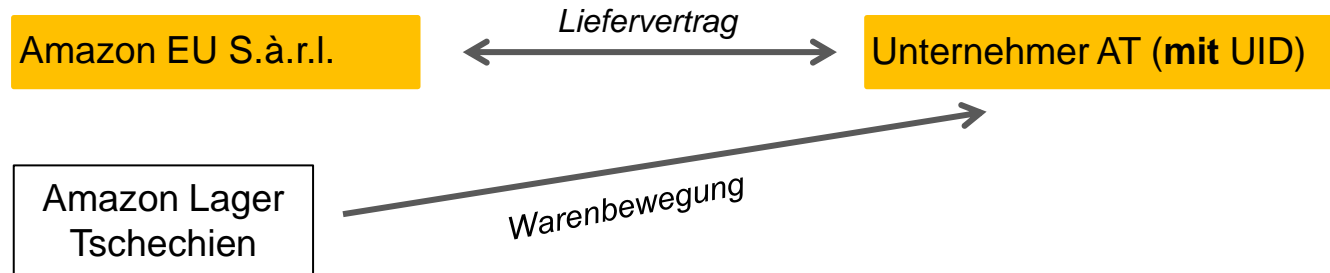 Liefervertrag
Amazon EU S.à.r.l.
Unternehmer AT (mit UID)
Amazon Lager
Tschechien
Warenbewegung